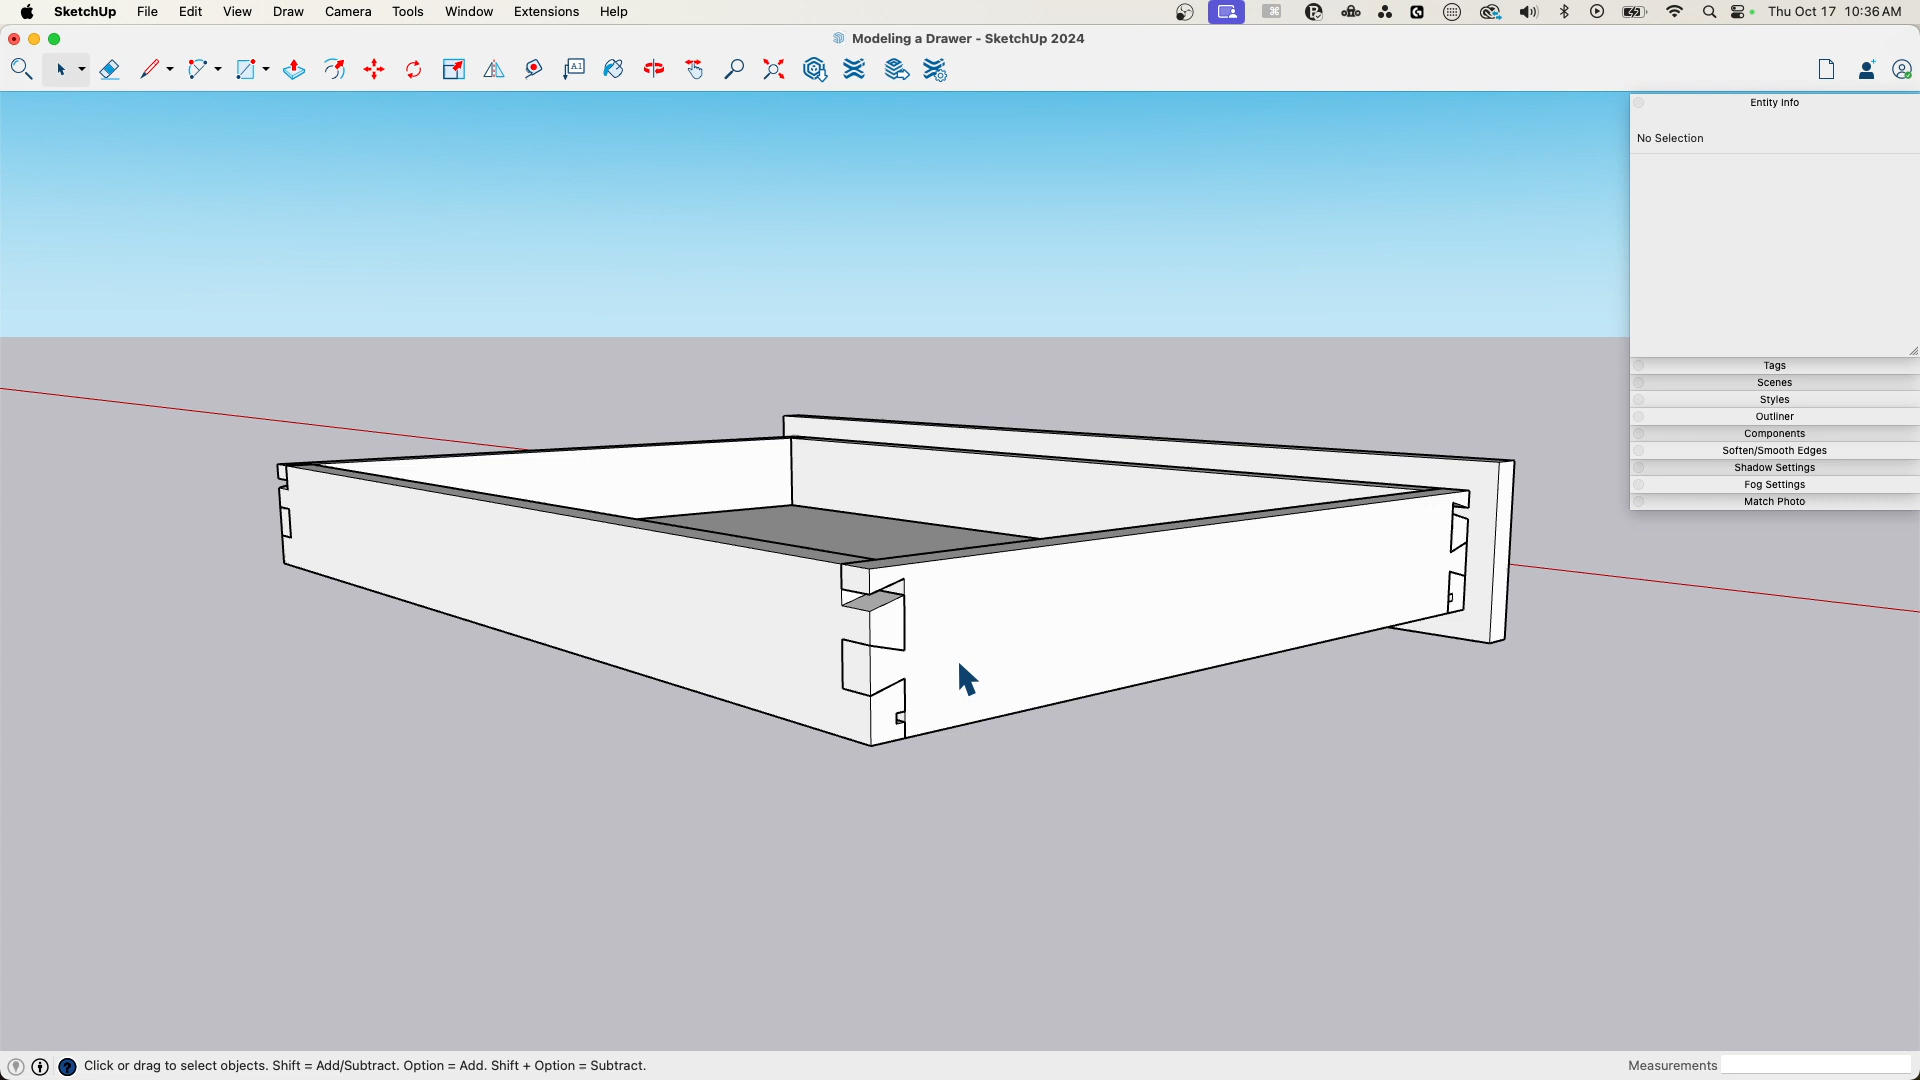 SketchUp File Edit View Draw Camera Tools Window Extensions Help Thu Oct 17 10:36 AM
Modeling a Drawer - SketchUp 2024
A1
Entity Info
No Selection
Tags
Scenes
Styles
Outliner
Components
Soften/Smooth Edges
Shadow Settings
Fog Settings
Match Photo
Click or drag to select objects. Shift = Add/Subtract. Option = Add. Shift + Option = Subtract. Measurements